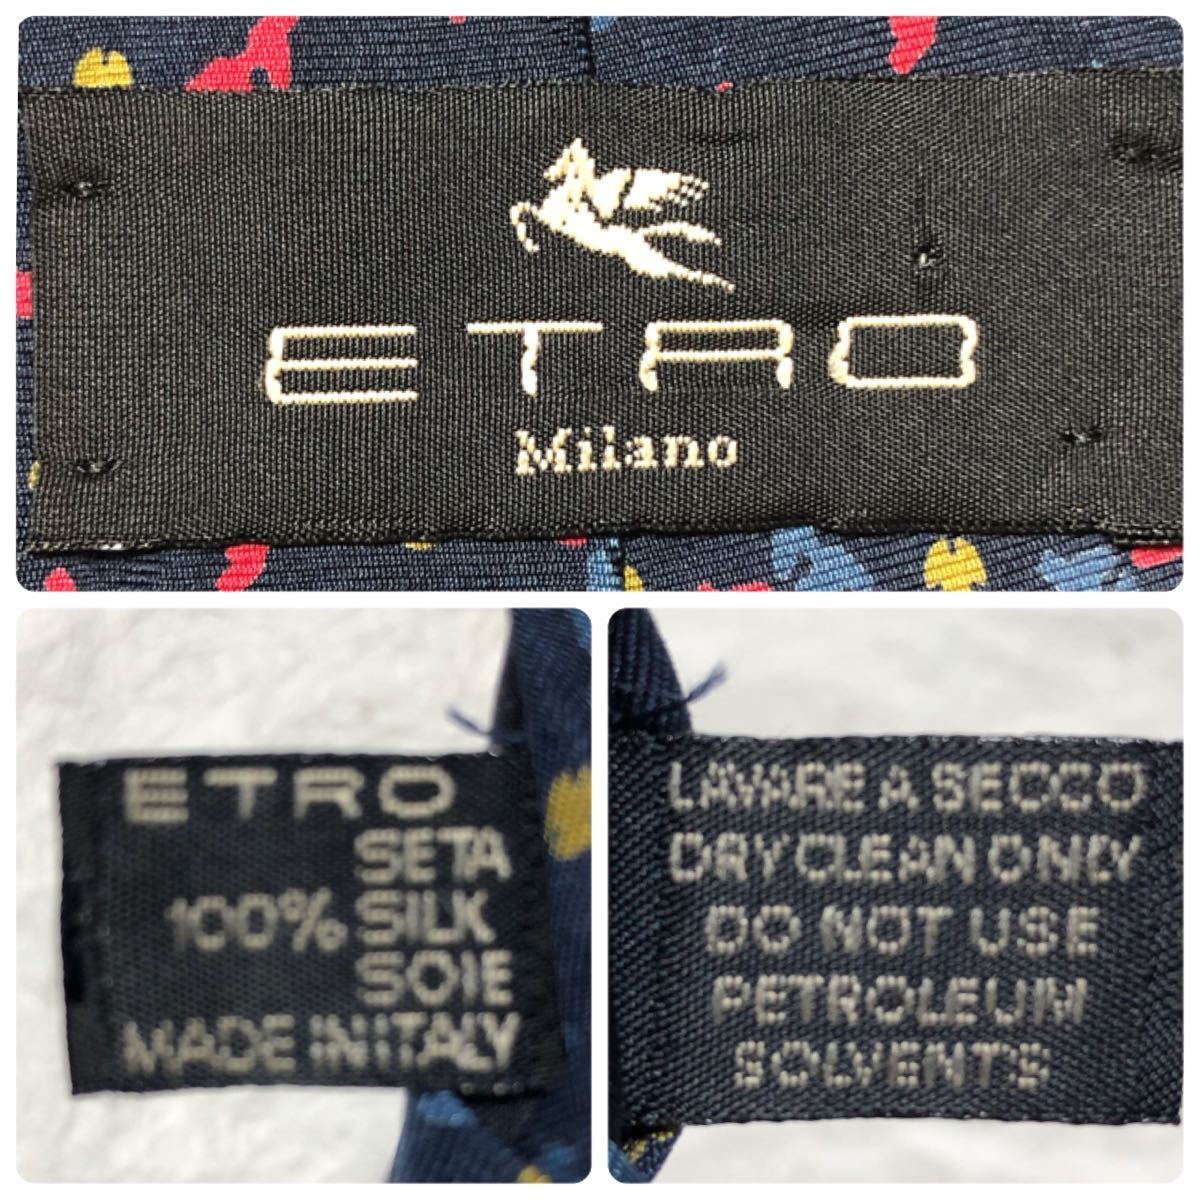 ETRO
Milano
ETRO
SETA
100% SILK
SOIE
MADE IN ITALY
LAVARE A SECCO
DRY CLEAN ONLY
DO NOT USE
PETROLEUM
SOLVENTS